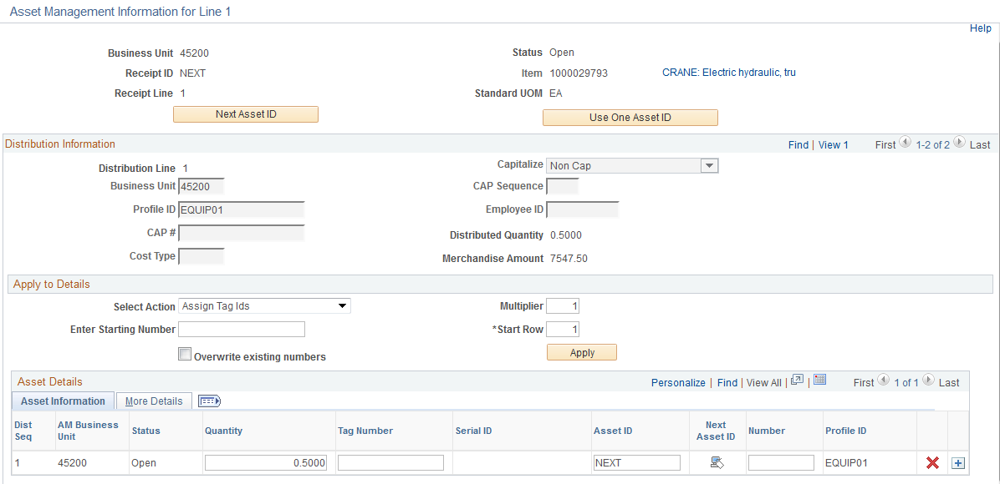 Asset Management Information for Line 1
Help
Business Unit 45200 Status Open
Receipt ID NEXT Item 1000029793 CRANE: Electric hydraulic, tru
Receipt Line 1 Standard UOM EA
Next Asset ID Use One Asset ID
Distribution Information Find | View 1 First 1-2 of 2 Last
Distribution Line 1 Capitalize Non Cap
Business Unit 45200 CAP Sequence
Profile ID EQUIP01 Employee ID
CAP # Distributed Quantity 0.5000
Cost Type Merchandise Amount 7547.50
Apply to Details
Select Action Assign Tag Ids Multiplier 1
Enter Starting Number *Start Row 1
Overwrite existing numbers Apply
Asset Details Personalize | Find | View All | | First 1 of 1 Last
Asset Information More Details
Dist Seq AM Business Unit Status Quantity Tag Number Serial ID Asset ID Next Asset ID Number Profile ID
1 45200 Open 0.5000 NEXT EQUIP01